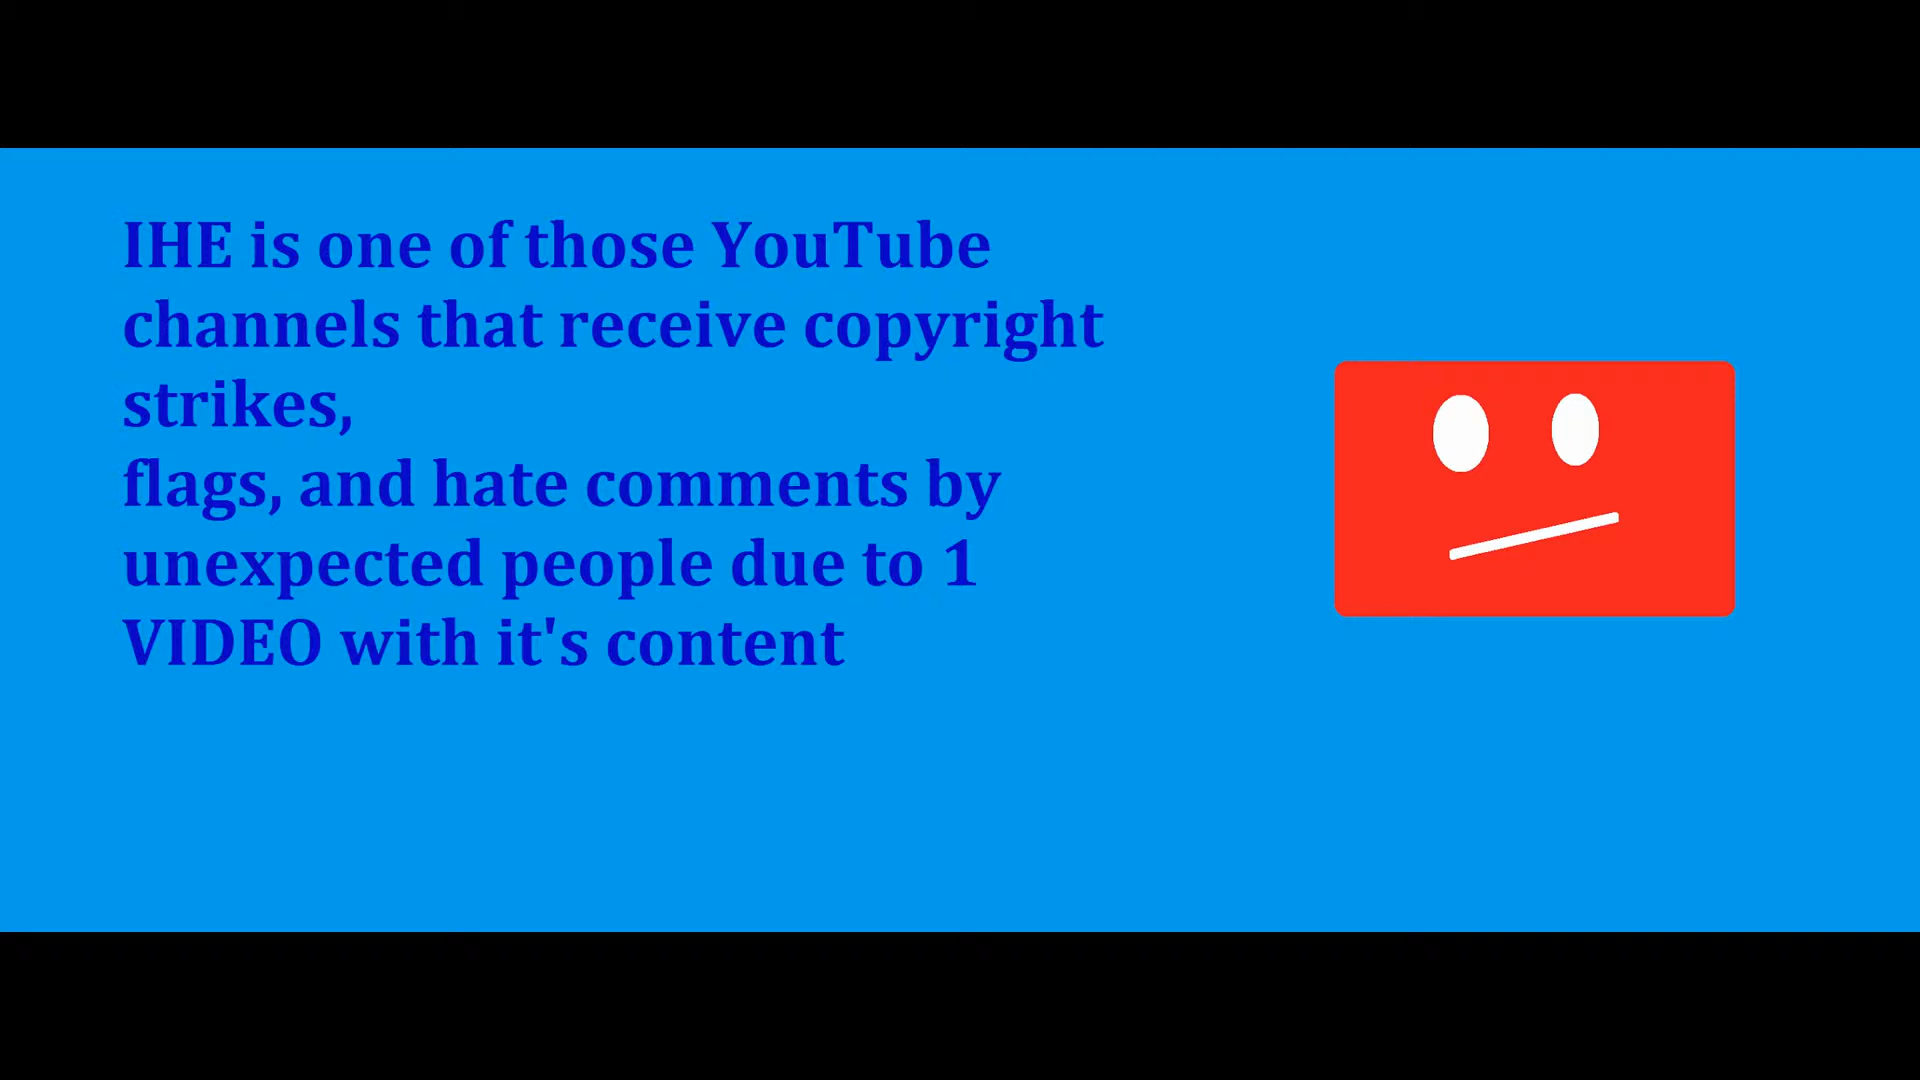 IHE is one of those YouTube
channels that receive copyright
strikes,
flags, and hate comments by
unexpected people due to 1
VIDEO with it's content